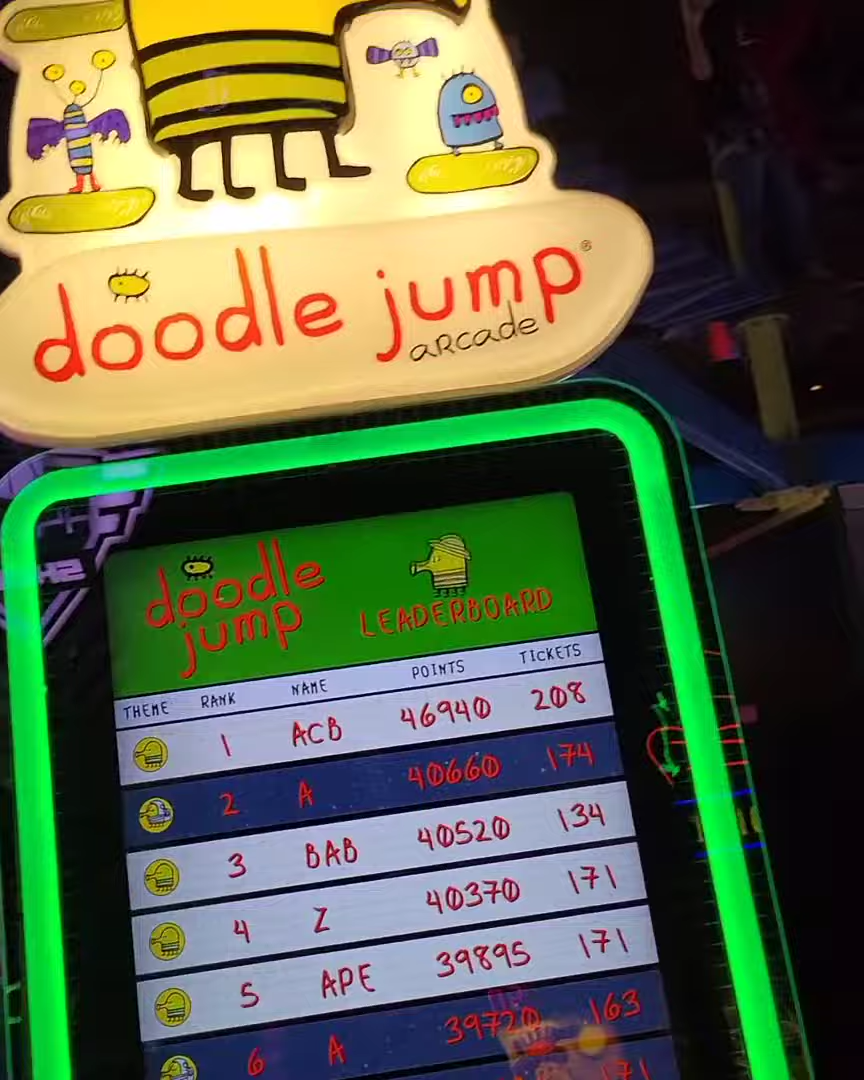 doodle jump®
arcade
doodle
jump
LEADERBOARD
THEME RANK NAME POINTS TICKETS
1 ACB 46940 208
2 A 40660 174
3 BAB 40520 134
4 Z 40370 171
5 APE 39895 171
6 A 39720 163
171